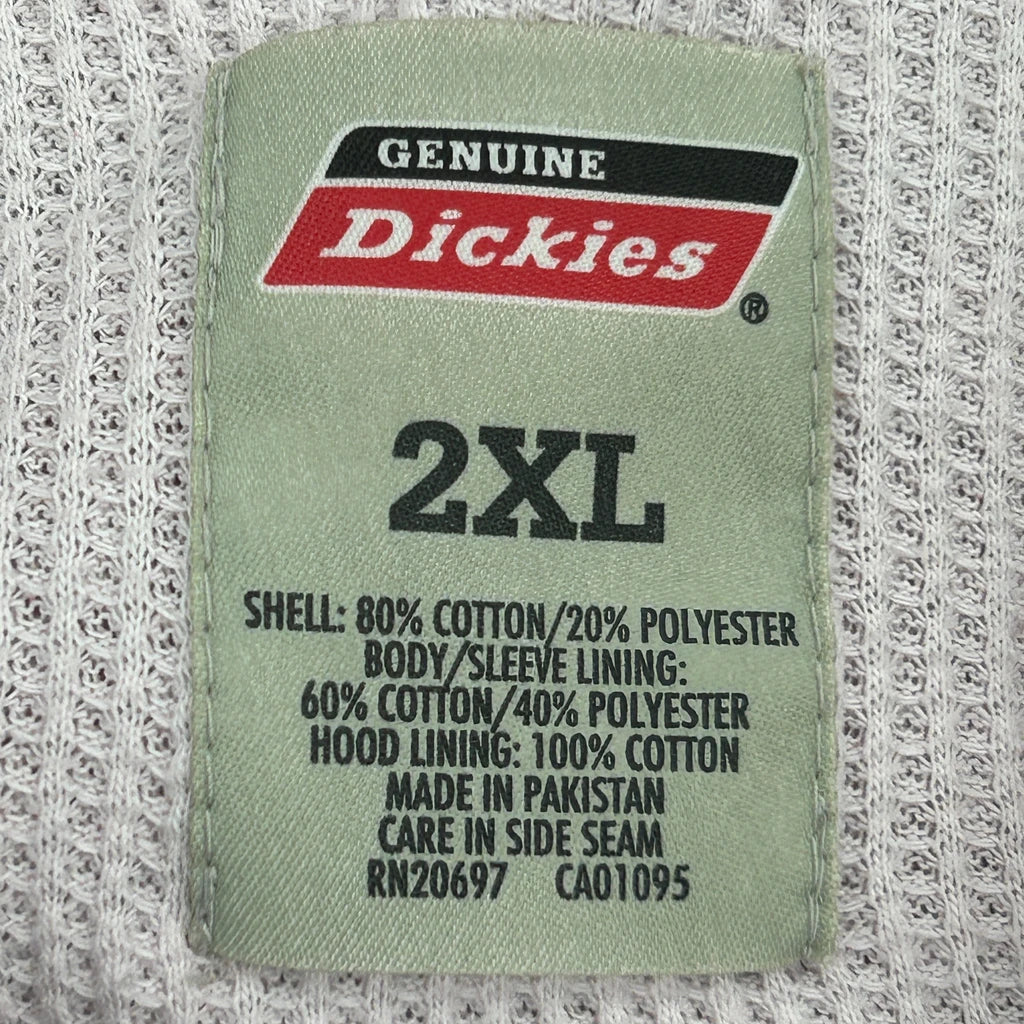 GENUINE
Dickies
®
2XL
SHELL: 80% COTTON/20% POLYESTER
BODY/SLEEVE LINING:
60% COTTON/40% POLYESTER
HOOD LINING: 100% COTTON
MADE IN PAKISTAN
CARE IN SIDE SEAM
RN20697 CA01095